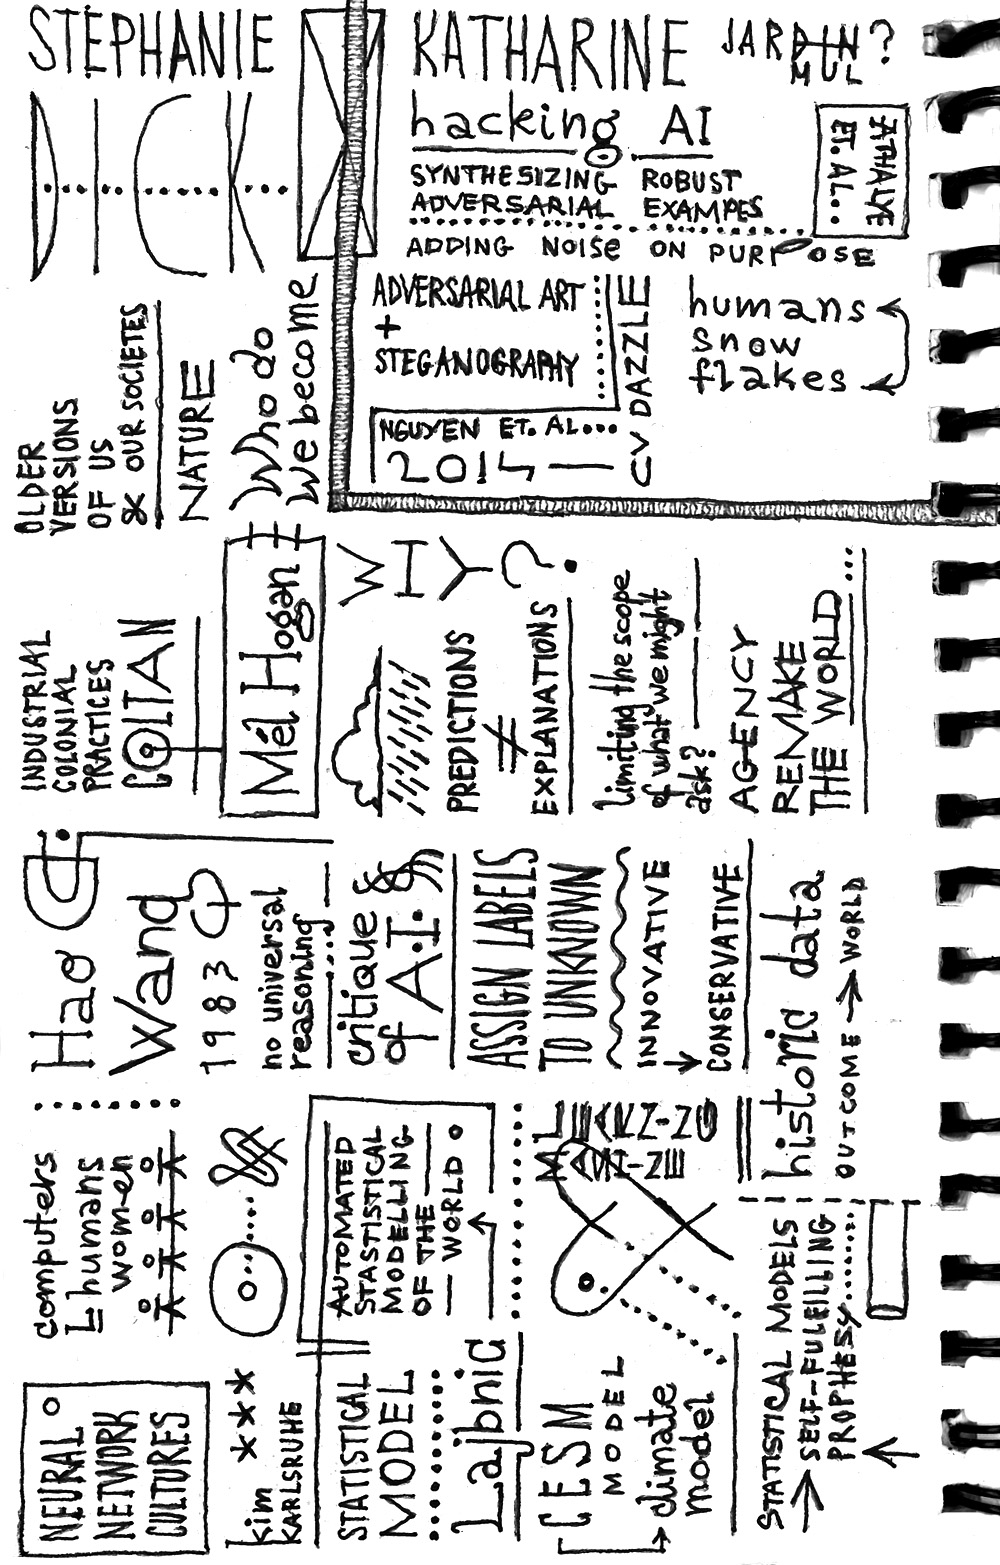 NEURAL
NETWORK
CULTURES
kim ***
KARLSRUHE
STATISTICAL
MODEL
Laibnid
CESM
MODEL
climate
model
STATISTICAL MODELS
SELF-FULFILLING
PROPHESY
computers
humans
women
AUTOMATED
STASTISTICAL
MODELLING
OF THE
WORLD
historic data
OUTCOME → WORLD
Hao
Wand
1983
no universal
reasoning
critique
of A.I.
ASSIGN LABELS
TO UNKNOWN
INNOVATIVE
CONSERVATIVE
INDUSTRIAL
COLONIAL
PRACTICES
COLTAN
Mél Hogan
WHY?
PREDICTIONS
≠
EXPLANATIONS
limiting the scope
of what we might
ask?
AGENCY
REMAKE
THE WORLD...
OLDER
VERSIONS
OF US
& OUR SOCIETES
NATURE
Who do
we become
STEPHANIE
DICK
KATHARINE JARDIN?
MUL
hacking AI
SYNTHESIZING ROBUST
ADVERSARIAL EXAMPES
ATHALYE
ET. AL..
ADDING NOISE ON PURPOSE
ADVERSARIAL ART
+
STEGANOGRAPHY
NGUYEN ET. AL...
2014
CV DAZZLE
humans
snow
flakes